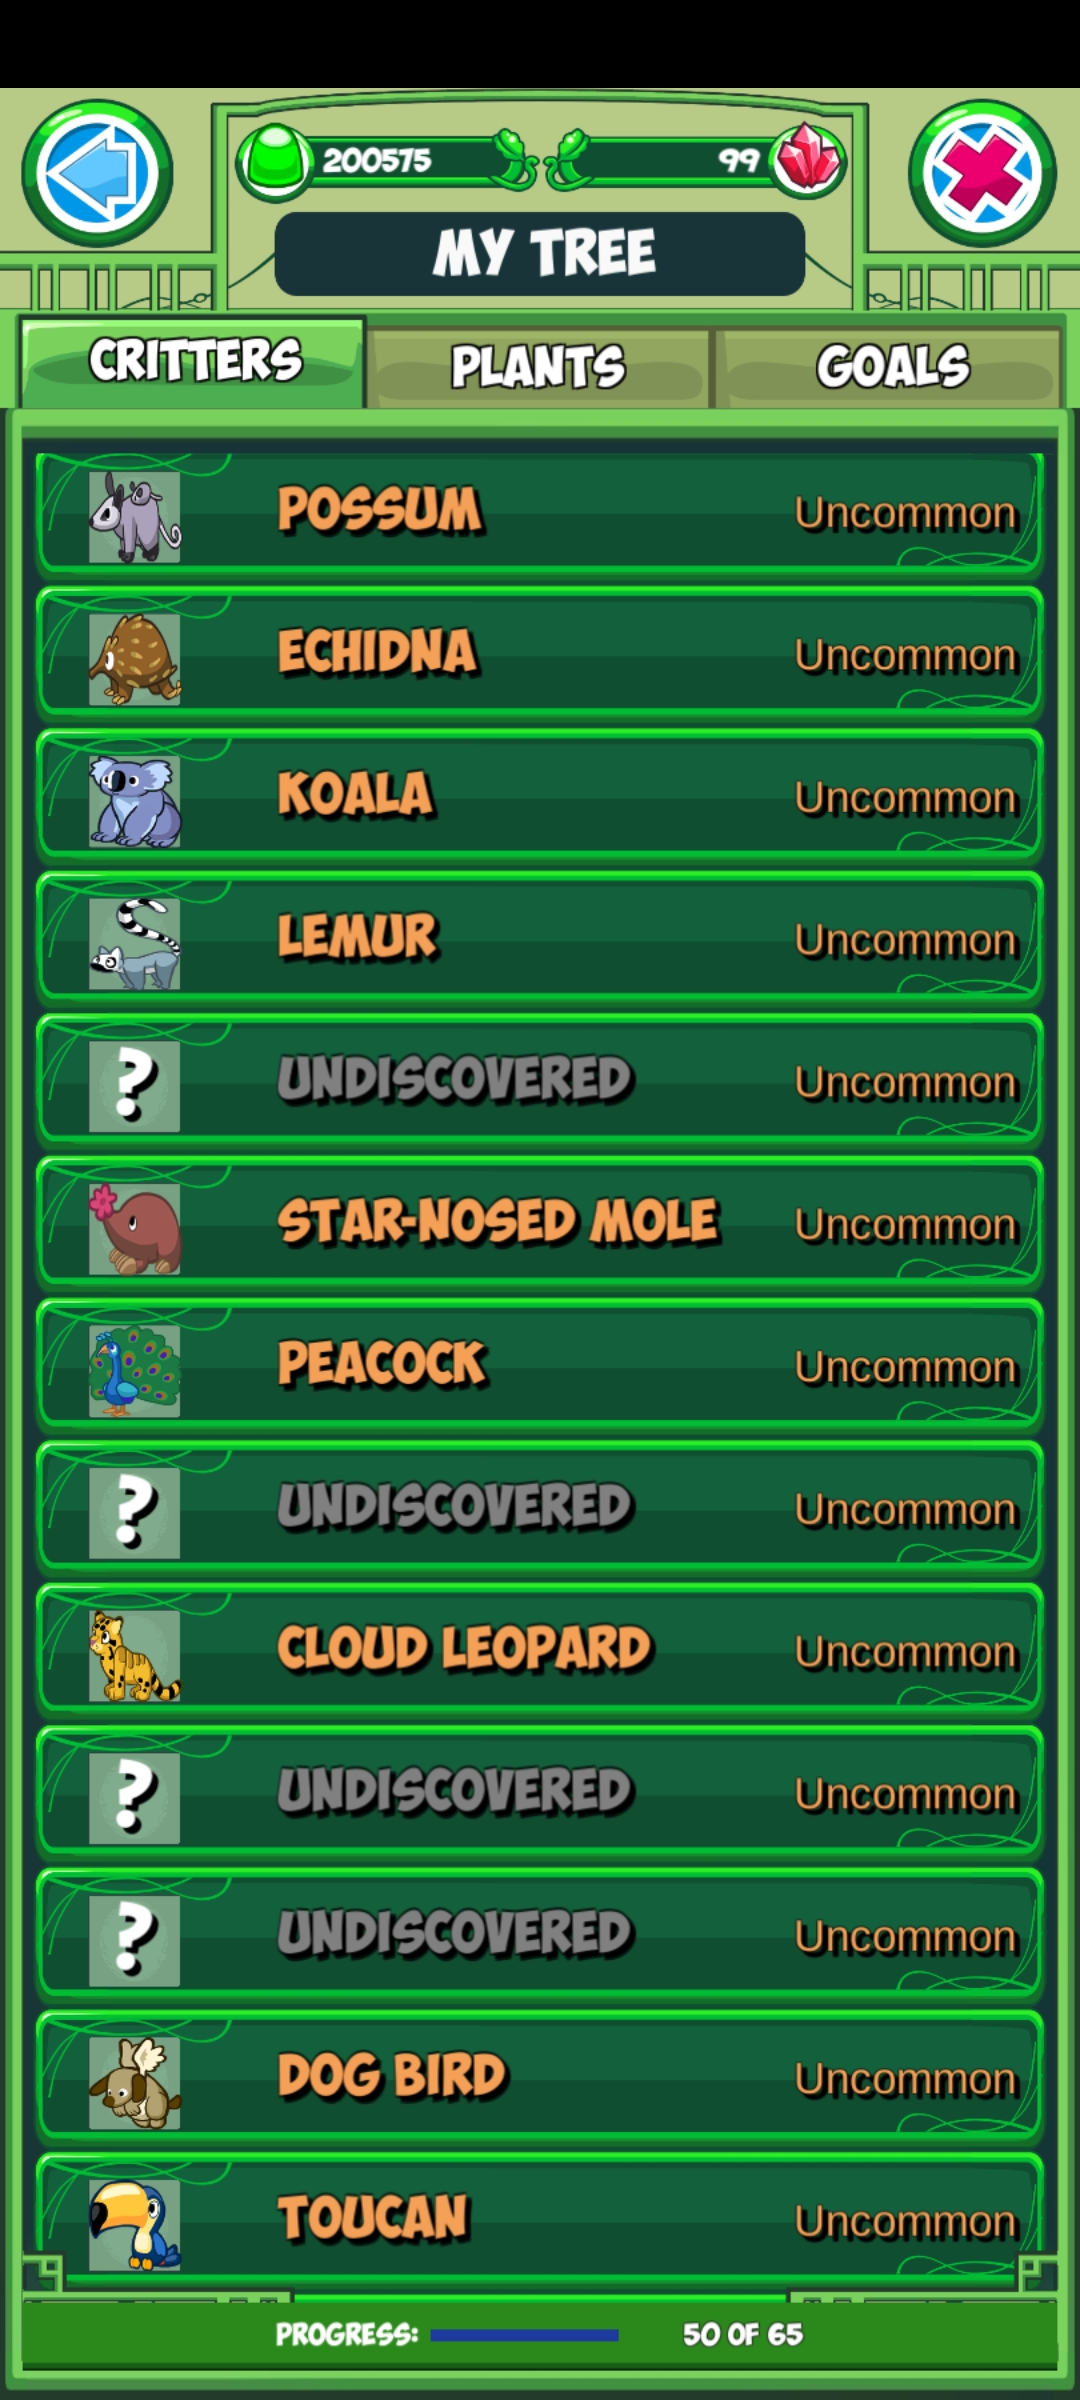 200575
99
MY TREE
CRITTERS
PLANTS
GOALS
POSSUM Uncommon
ECHIDNA Uncommon
KOALA Uncommon
LEMUR Uncommon
? UNDISCOVERED Uncommon
STAR-NOSED MOLE Uncommon
PEACOCK Uncommon
? UNDISCOVERED Uncommon
CLOUD LEOPARD Uncommon
? UNDISCOVERED Uncommon
? UNDISCOVERED Uncommon
DOG BIRD Uncommon
TOUCAN Uncommon
PROGRESS: 50 OF 65